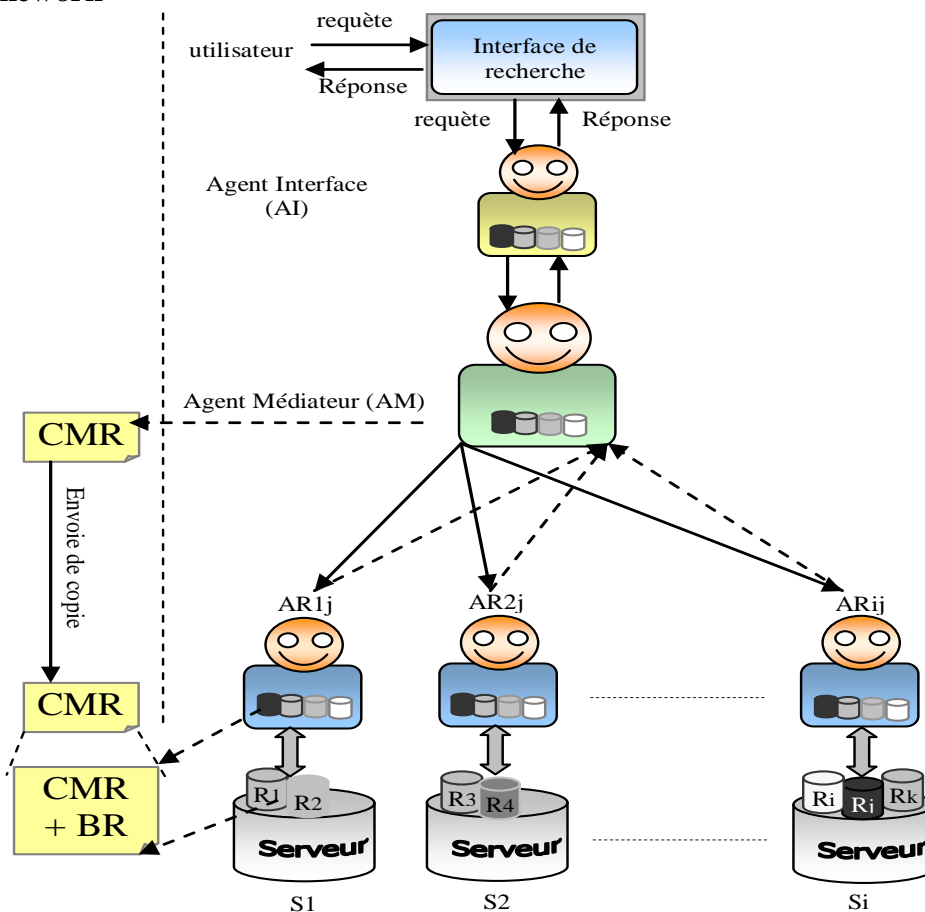 requète
utilisateur
Réponse
Interface de
recherche
requète
Réponse
Agent Interface
(AI)
Agent Médiateur (AM)
CMR
Envoie de copie
CMR
CMR
+ BR
AR1j
AR2j
ARij
R1
R2
R3
R4
Ri
Rj
Rk
Serveur
Serveur
Serveur
S1
S2
Si